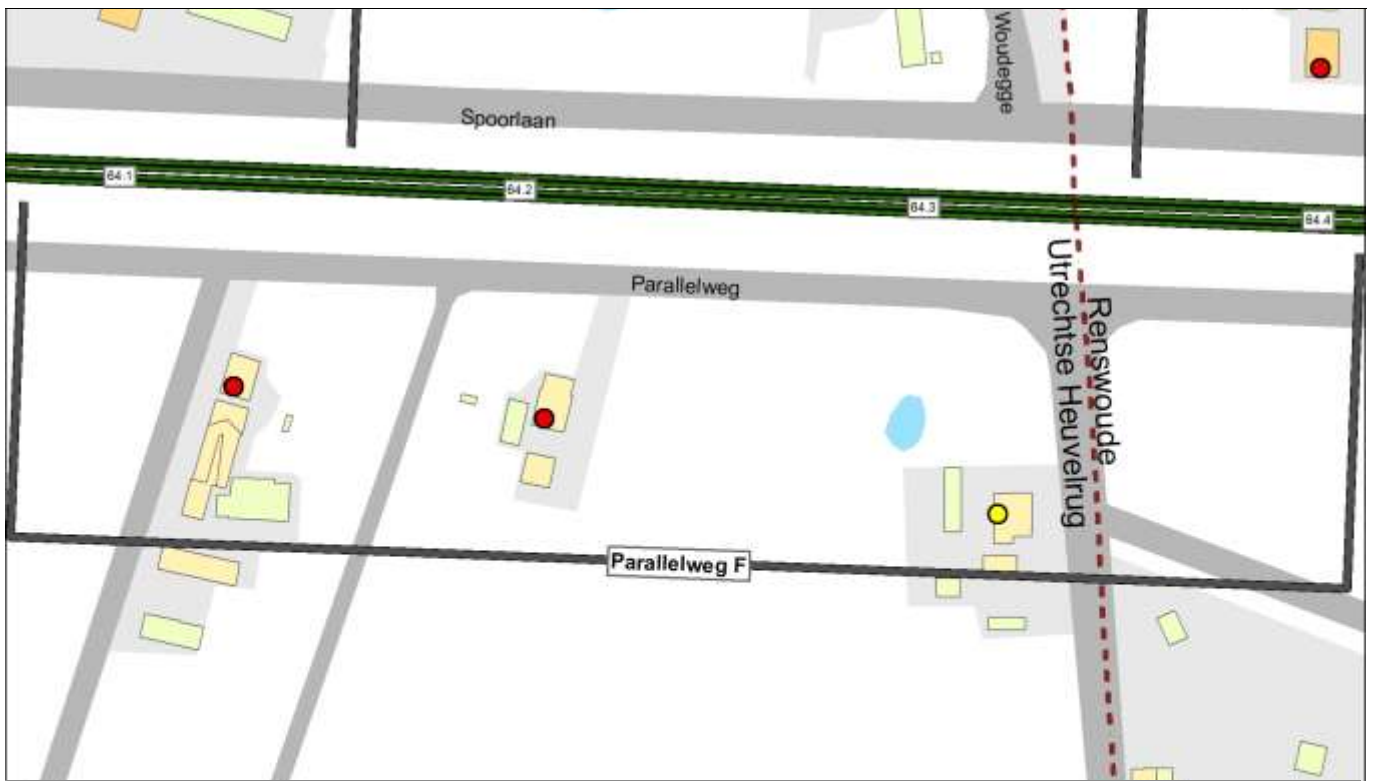 Woudegge
Spoorlaan
64.1
64.2
64.3
64.4
Parallelweg
Utrechtse Heuvelrug
Renswoude
Parallelweg F